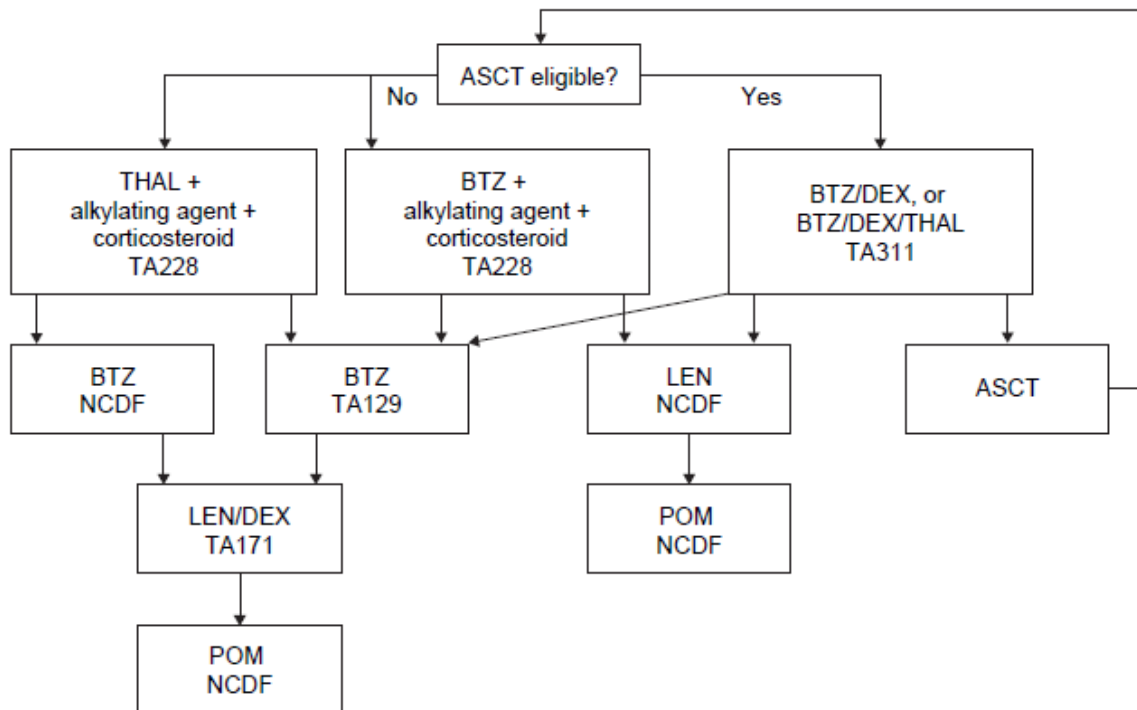 ASCT eligible?
No
Yes
THAL +
alkylating agent +
corticosteroid
TA228
BTZ +
alkylating agent +
corticosteroid
TA228
BTZ/DEX, or
BTZ/DEX/THAL
TA311
BTZ
NCDF
BTZ
TA129
LEN
NCDF
ASCT
LEN/DEX
TA171
POM
NCDF
POM
NCDF